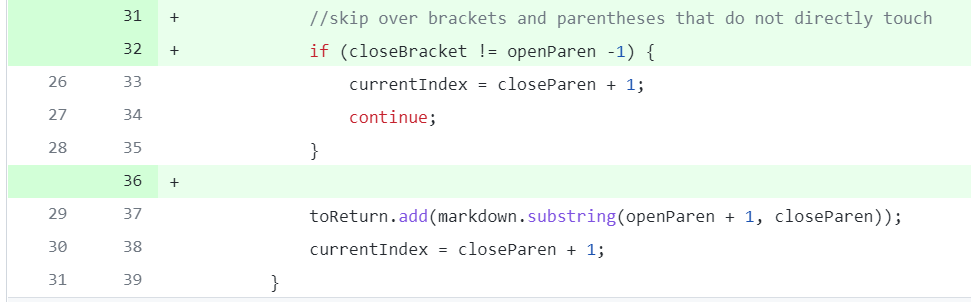 31 + //skip over brackets and parentheses that do not directly touch
32 + if (closeBracket != openParen -1) {
26 33 currentIndex = closeParen + 1;
27 34 continue;
28 35 }
36 +
29 37 toReturn.add(markdown.substring(openParen + 1, closeParen));
30 38 currentIndex = closeParen + 1;
31 39 }